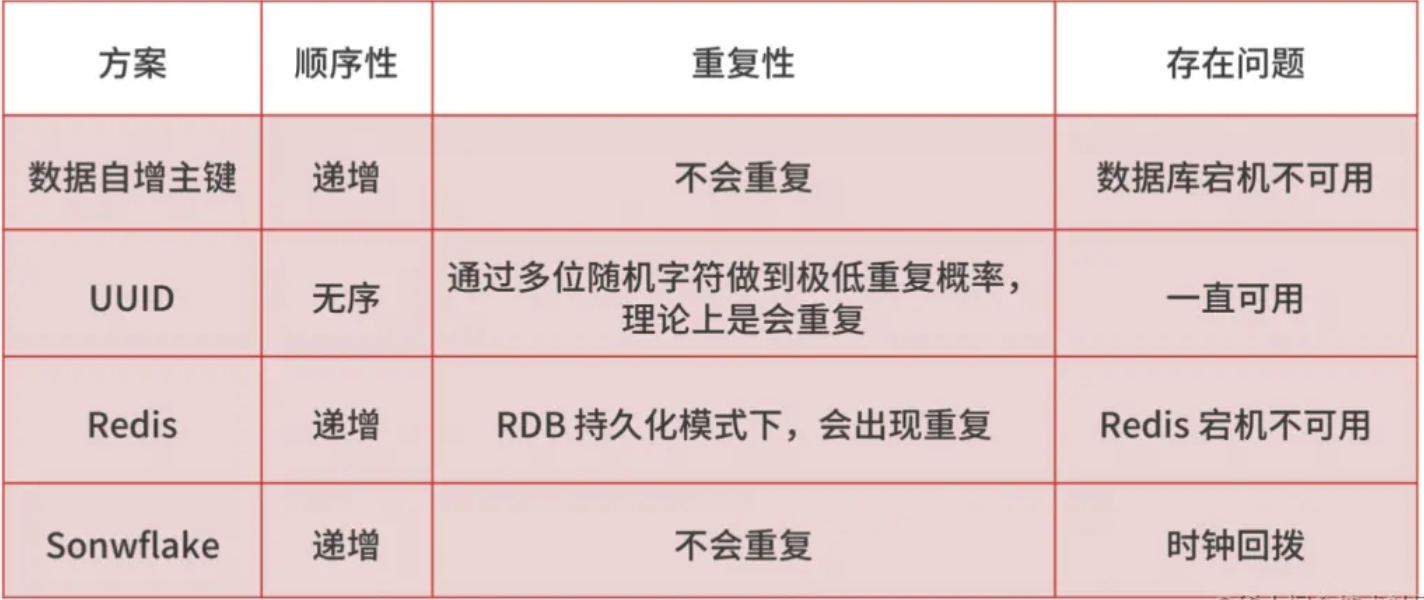 方案 顺序性 重复性 存在问题
数据自增主键 递增 不会重复 数据库宕机不可用
UUID 无序 通过多位随机字符做到极低重复概率，
理论上是会重复 一直可用
Redis 递增 RDB 持久化模式下，会出现重复 Redis 宕机不可用
Sonwflake 递增 不会重复 时钟回拨